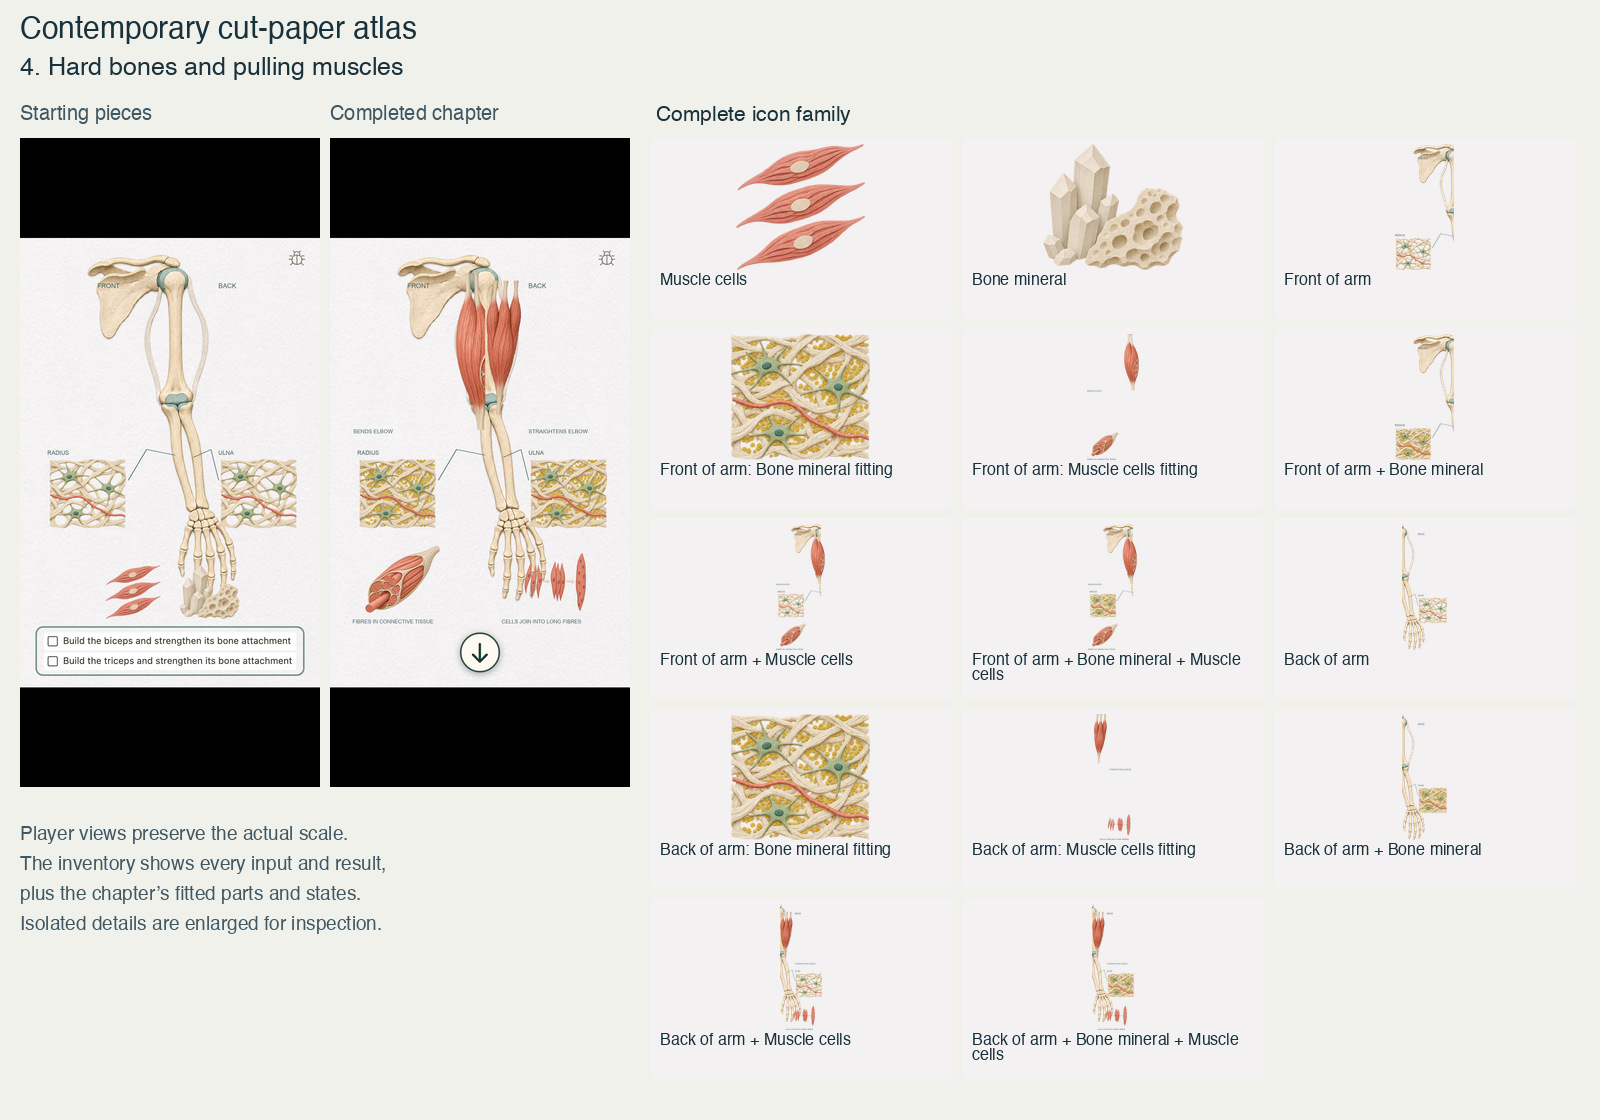 Contemporary cut-paper atlas
4. Hard bones and pulling muscles
Starting pieces
Completed chapter
Complete icon family
FRONT
BACK
RADIUS
ULNA
Build the biceps and strengthen its bone attachment
Build the triceps and strengthen its bone attachment
FRONT
BACK
BENDS ELBOW
STRAIGHTENS ELBOW
RADIUS
ULNA
FIBRES IN CONNECTIVE TISSUE
CELLS JOIN INTO LONG FIBRES
Muscle cells
Bone mineral
Front of arm
Front of arm: Bone mineral fitting
Front of arm: Muscle cells fitting
Front of arm + Bone mineral
Front of arm + Muscle cells
Front of arm + Bone mineral + Muscle
cells
Back of arm
Back of arm: Bone mineral fitting
Back of arm: Muscle cells fitting
Back of arm + Bone mineral
Back of arm + Muscle cells
Back of arm + Bone mineral + Muscle
cells
Player views preserve the actual scale.
The inventory shows every input and result,
plus the chapter's fitted parts and states.
Isolated details are enlarged for inspection.